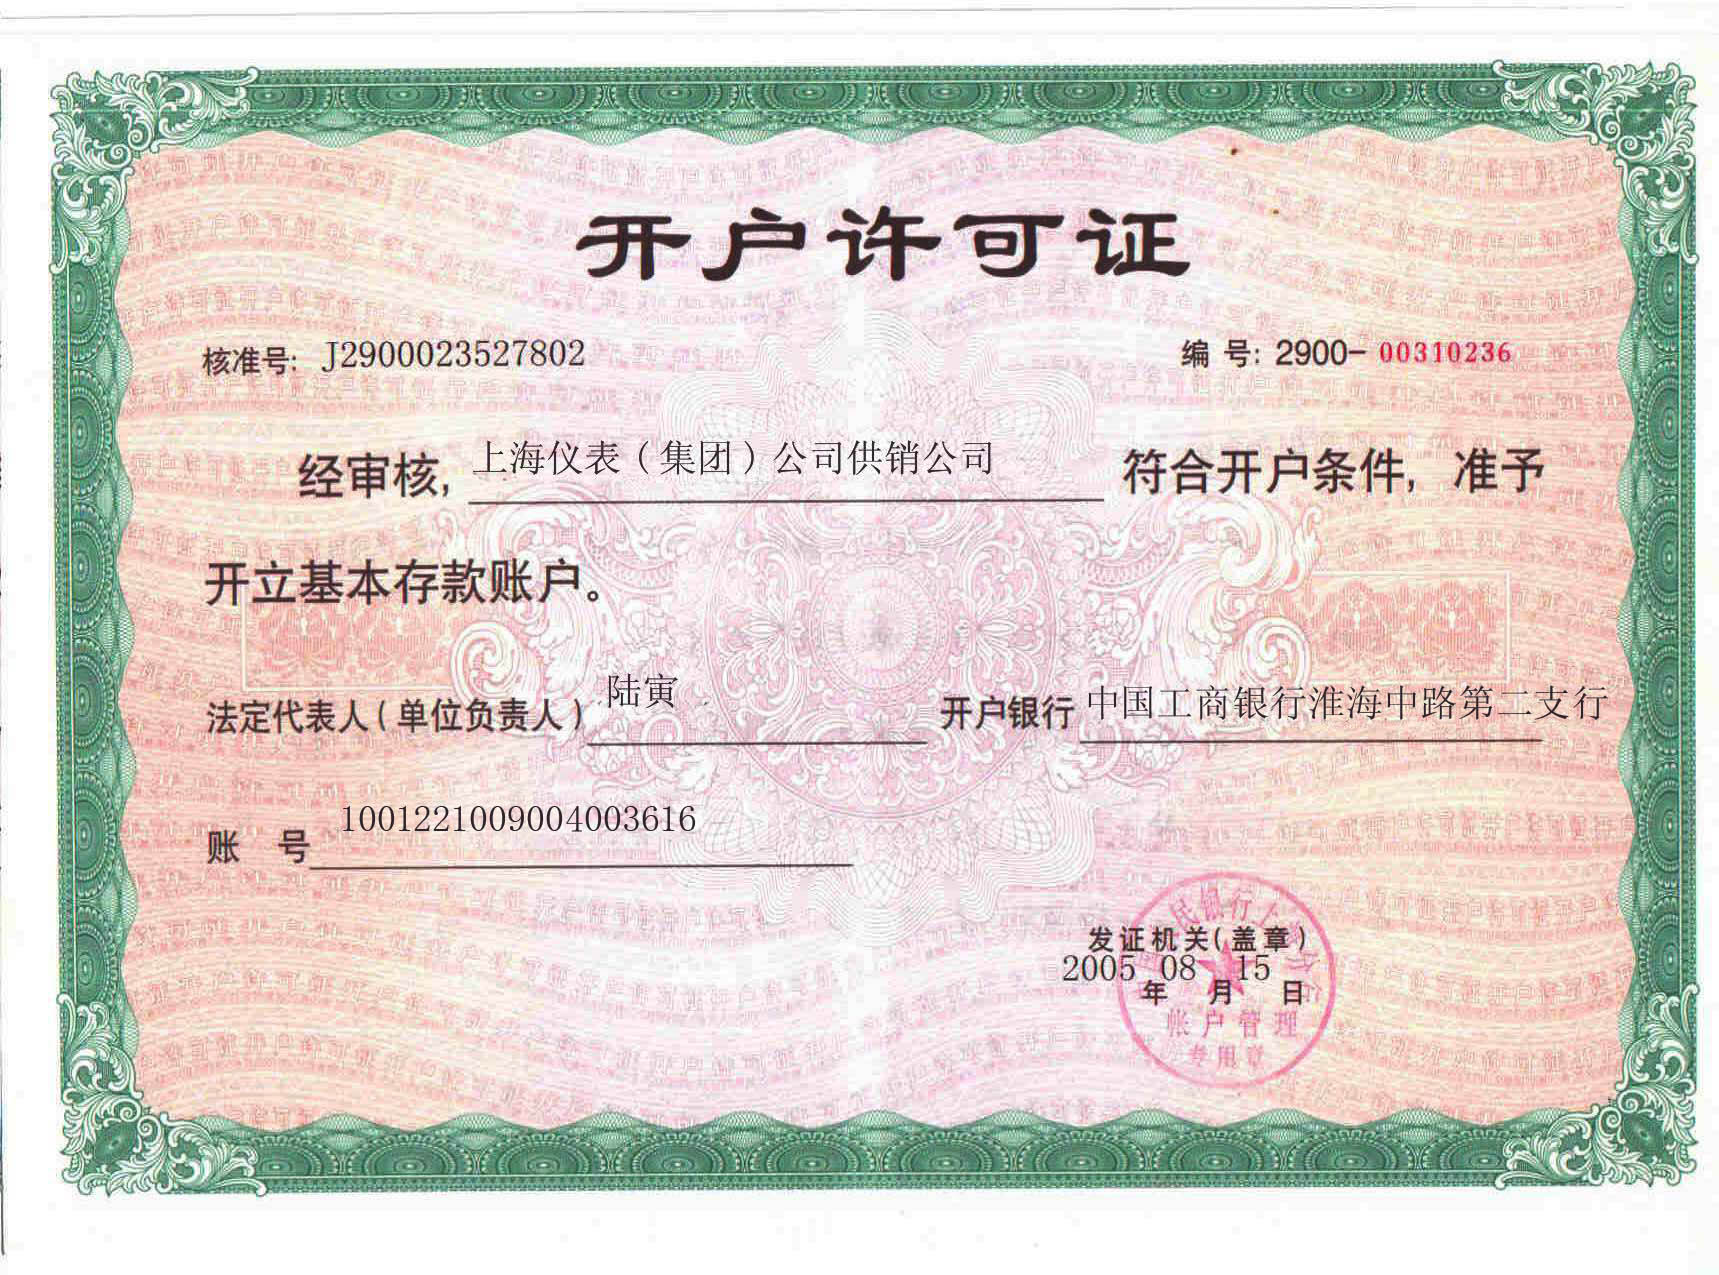 开户许可证
核准号: J2900023527802
编 号: 2900-00310236
经审核, 上海仪表(集团)公司供销公司 符合开户条件, 准予
开立基本存款账户。
法定代表人(单位负责人) 陆寅 开户银行 中国工商银行淮海中路第二支行
账 号 1001221009004003616
发证机关(盖章)
2005 08 15
年 月 日
民银行上
帐户管理
专用章